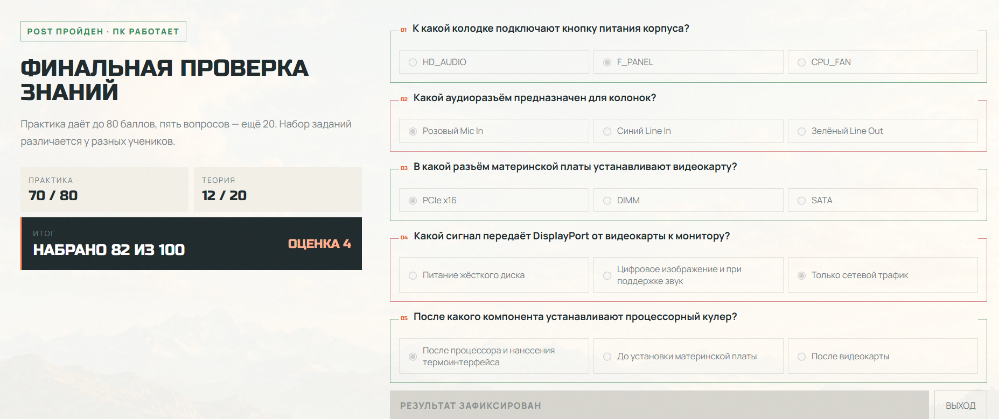 POST ПРОЙДЕН · ПК РАБОТАЕТ
ФИНАЛЬНАЯ ПРОВЕРКА
ЗНАНИЙ
Практика даёт до 80 баллов, пять вопросов — ещё 20. Набор заданий
различается у разных учеников.
ПРАКТИКА
70 / 80
ТЕОРИЯ
12 / 20
ИТОГ
НАБРАНО 82 ИЗ 100
ОЦЕНКА 4
01 К какой колодке подключают кнопку питания корпуса?
HD_AUDIO
F_PANEL
CPU_FAN
02 Какой аудиоразъём предназначен для колонок?
Розовый Mic In
Синий Line In
Зелёный Line Out
03 В какой разъём материнской платы устанавливают видеокарту?
PCIe x16
DIMM
SATA
04 Какой сигнал передаёт DisplayPort от видеокарты к монитору?
Питание жёсткого диска
Цифровое изображение и при
поддержке звук
Только сетевой трафик
05 После какого компонента устанавливают процессорный кулер?
После процессора и нанесения
термоинтерфейса
До установки материнской платы
После видеокарты
РЕЗУЛЬТАТ ЗАФИКСИРОВАН
ВЫХОД